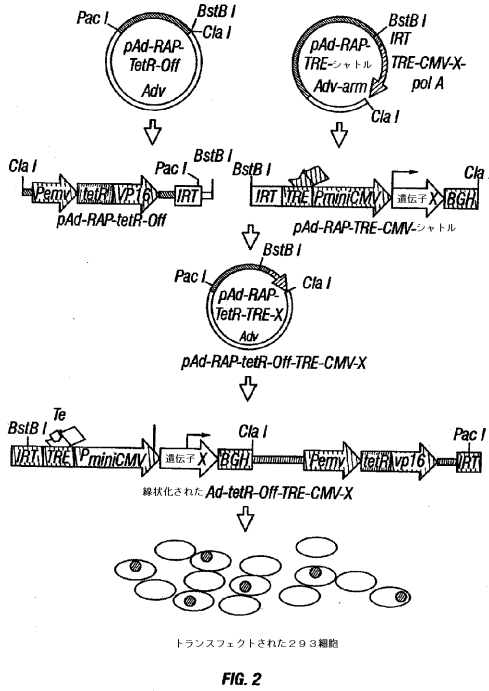 Pac I
BstB I
Cla I
pAd-RAP-
TetR-Off
Adv
BstB I
IRT
pAd-RAP-
TRE-シャトル
Adv-arm
TRE-CMV-X-
pol A
Cla I
Cla I
Pcmv
tetR
VP16
Pac I
BstB I
IRT
pAd-RAP-tetR-Off
BstB I
IRT
TRE
PminiCMV
遺伝子 X
BGH
Cla
pAd-RAP-TRE-CMV-シャトル
BstB I
Pac I
Cla I
pAd-RAP-
TetR-TRE-X
Adv
pAd-RAP-tetR-Off-TRE-CMV-X
BstB I
Te
IRT
TRE
PminiCMV
遺伝子 X
BGH
Cla I
Pcmv
tetR
vp16
Pac I
IRT
線状化された Ad-tetR-Off-TRE-CMV-X
トランスフェクトされた293細胞
FIG. 2